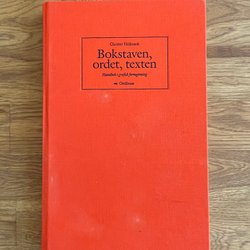 Christer Hellmark
Bokstaven,
ordet, texten
Handbok i grafisk formgivning
Ordfront